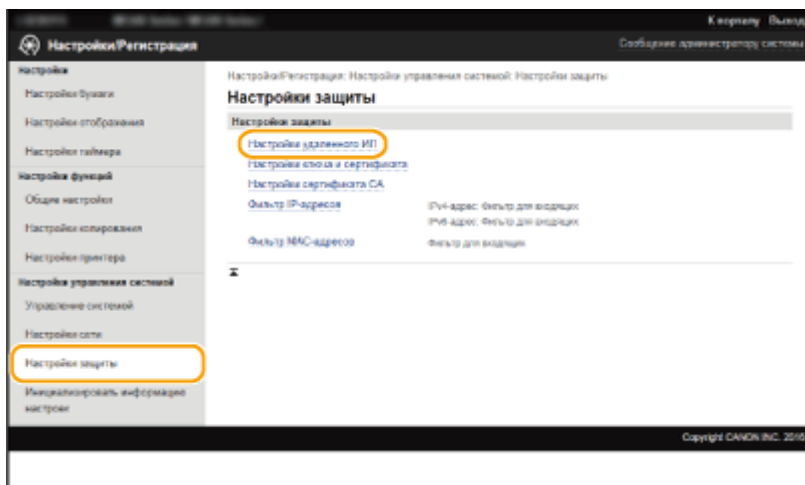 К порталу Выход
Настройки/Регистрация
Сообщение администратору системы
Настройки
Настройки бумаги
Настройки отображения
Настройки таймера
Настройки функций
Общие настройки
Настройки копирования
Настройки принтера
Настройки управления системой
Управление системой
Настройки сети
Настройки защиты
Инициализировать информацию
настроек
Настройки/Регистрация: Настройки управления системой: Настройки защиты
Настройки защиты
Настройки защиты
Настройки удаленного ИП
Настройки ключа и сертификата
Настройки сертификата CA
Фильтр IP-адресов
IPv4-адрес: Фильтр для входящих
IPv6-адрес: Фильтр для входящих
Фильтр MAC-адресов
Фильтр для входящих
Copyright CANON INC. 2016